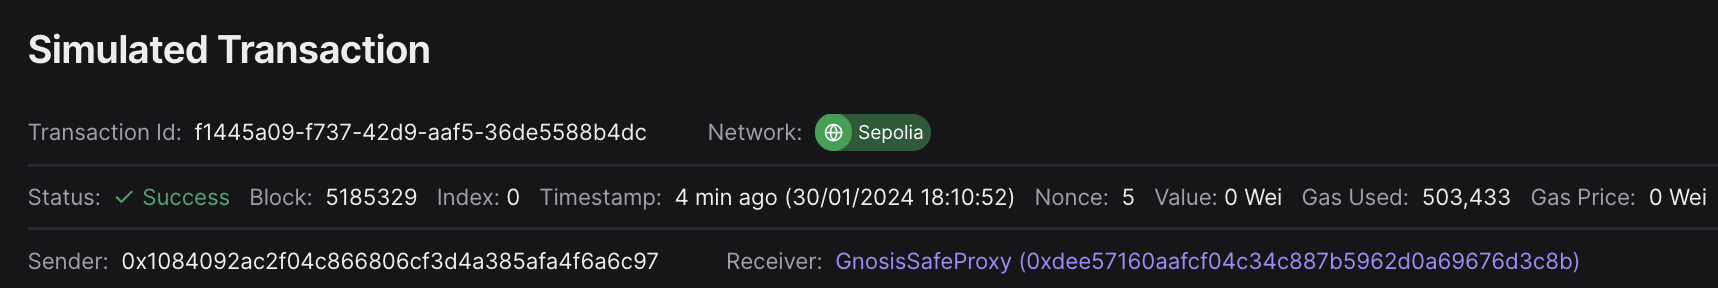 Simulated Transaction
Transaction Id: f1445a09-f737-42d9-aaf5-36de5588b4dc Network: Sepolia
Status: Success Block: 5185329 Index: 0 Timestamp: 4 min ago (30/01/2024 18:10:52) Nonce: 5 Value: 0 Wei Gas Used: 503,433 Gas Price: 0 Wei
Sender: 0x1084092ac2f04c866806cf3d4a385afa4f6a6c97 Receiver: GnosisSafeProxy (0xdee57160aafcf04c34c887b5962d0a69676d3c8b)